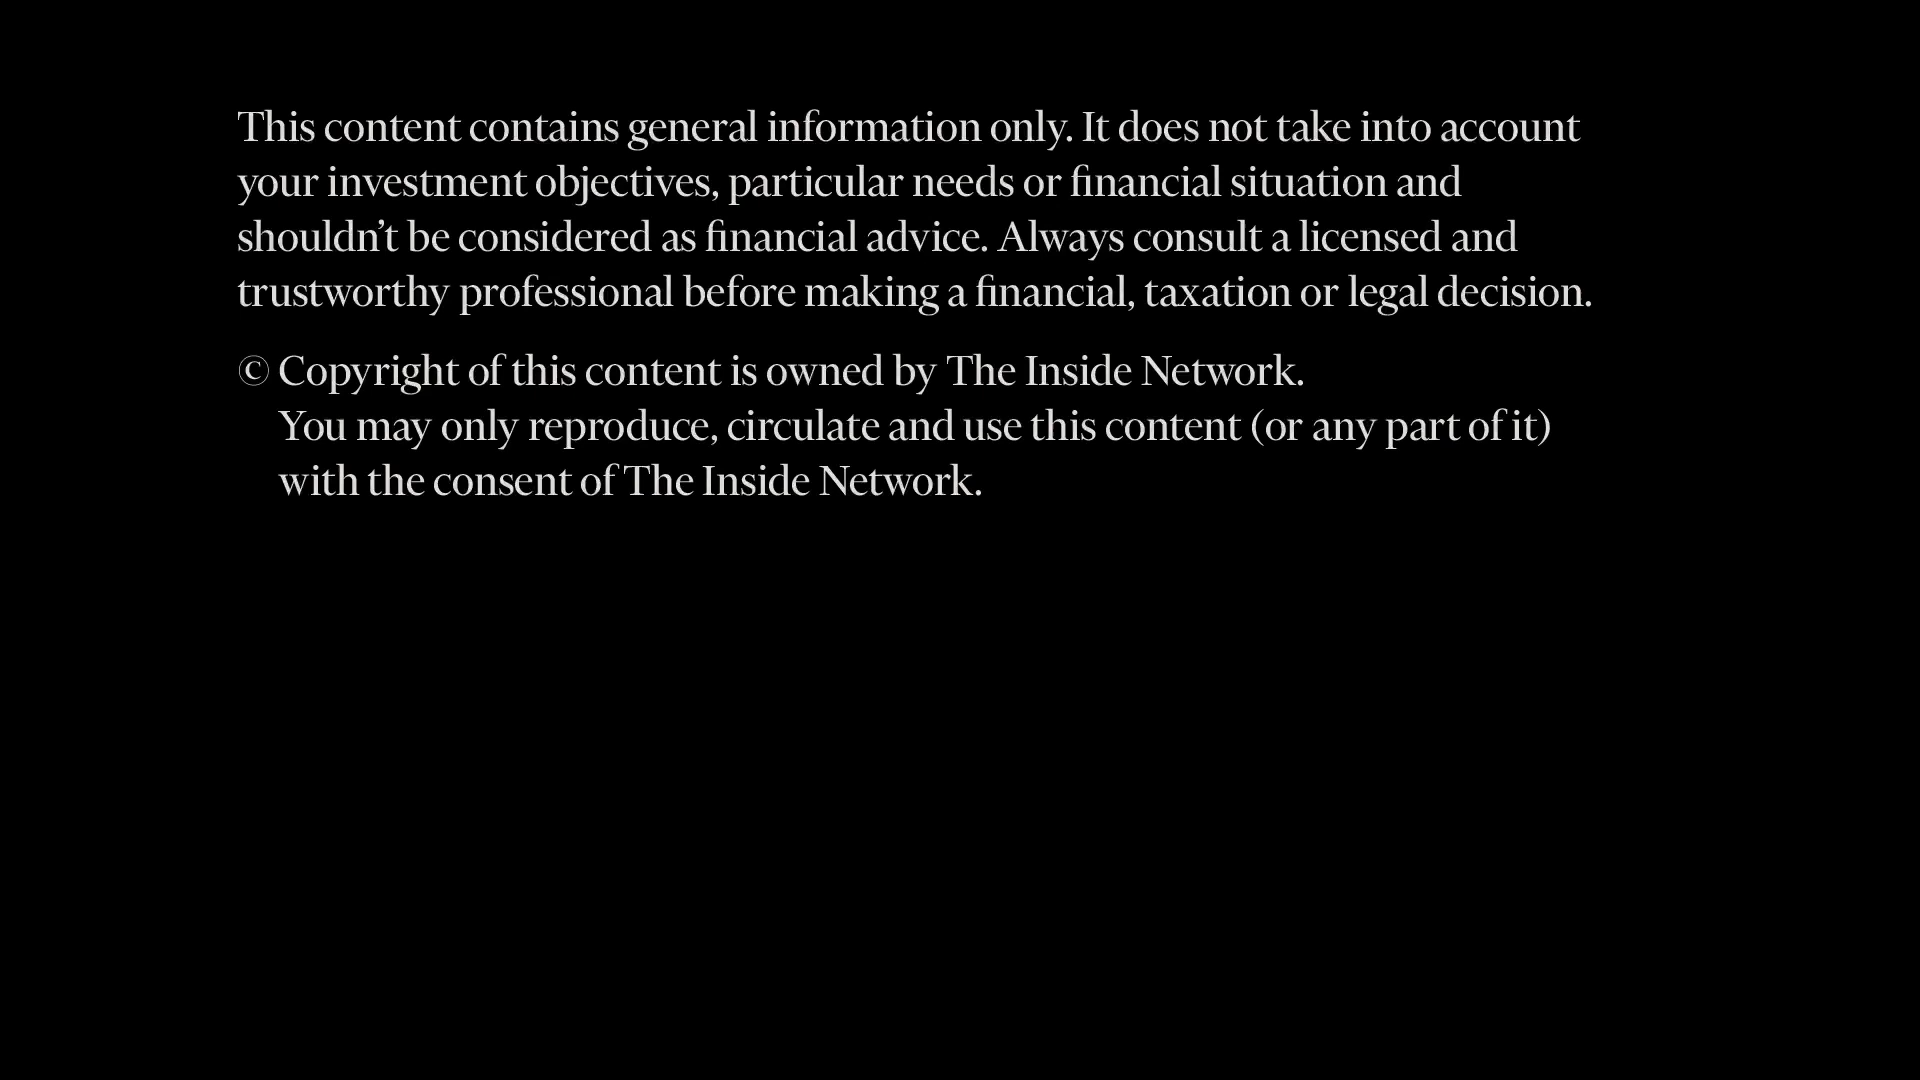 This content contains general information only. It does not take into account
your investment objectives, particular needs or financial situation and
shouldn’t be considered as financial advice. Always consult a licensed and
trustworthy professional before making a financial, taxation or legal decision.
© Copyright of this content is owned by The Inside Network.
You may only reproduce, circulate and use this content (or any part of it)
with the consent of The Inside Network.